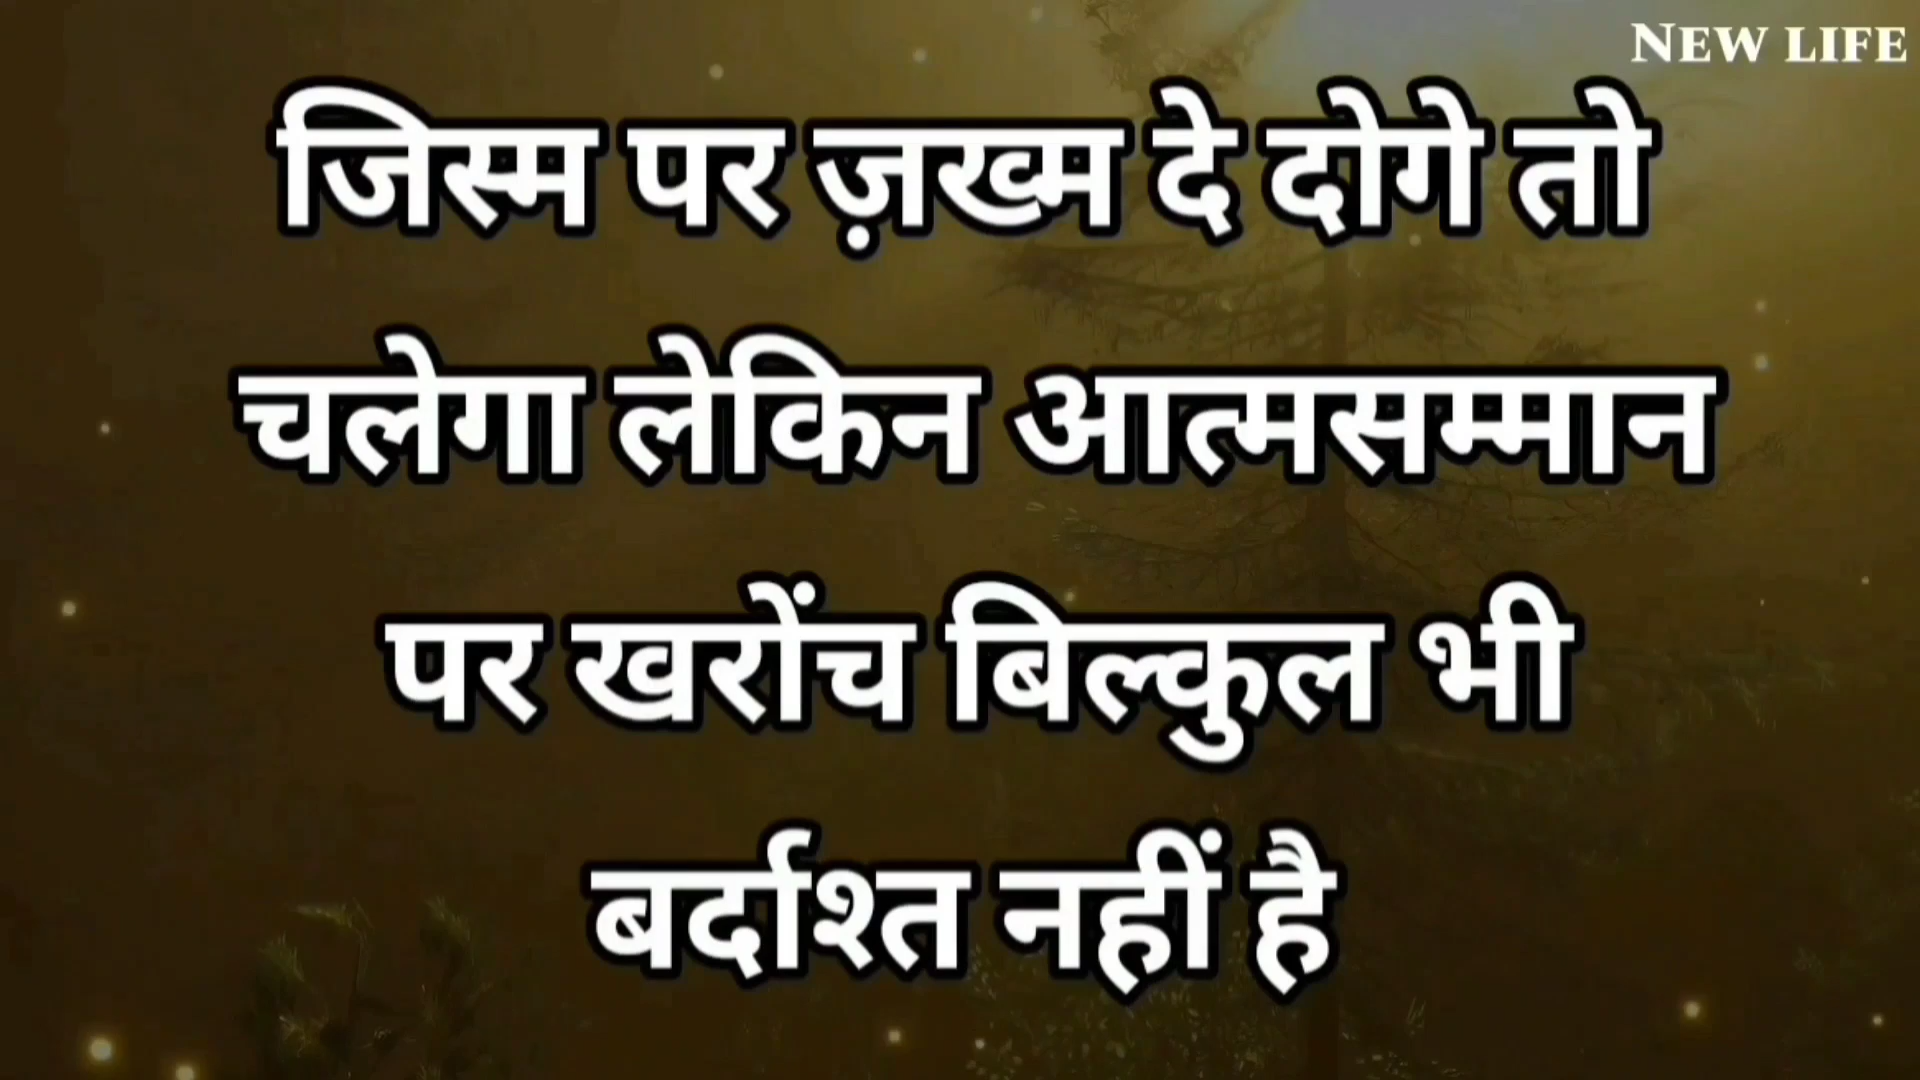 NEW LIFE
जिस्म पर ज़ख्म दे दोगे तो
चलेगा लेकिन आत्मसम्मान
पर खरोंच बिल्कुल भी
बर्दाश्त नहीं है